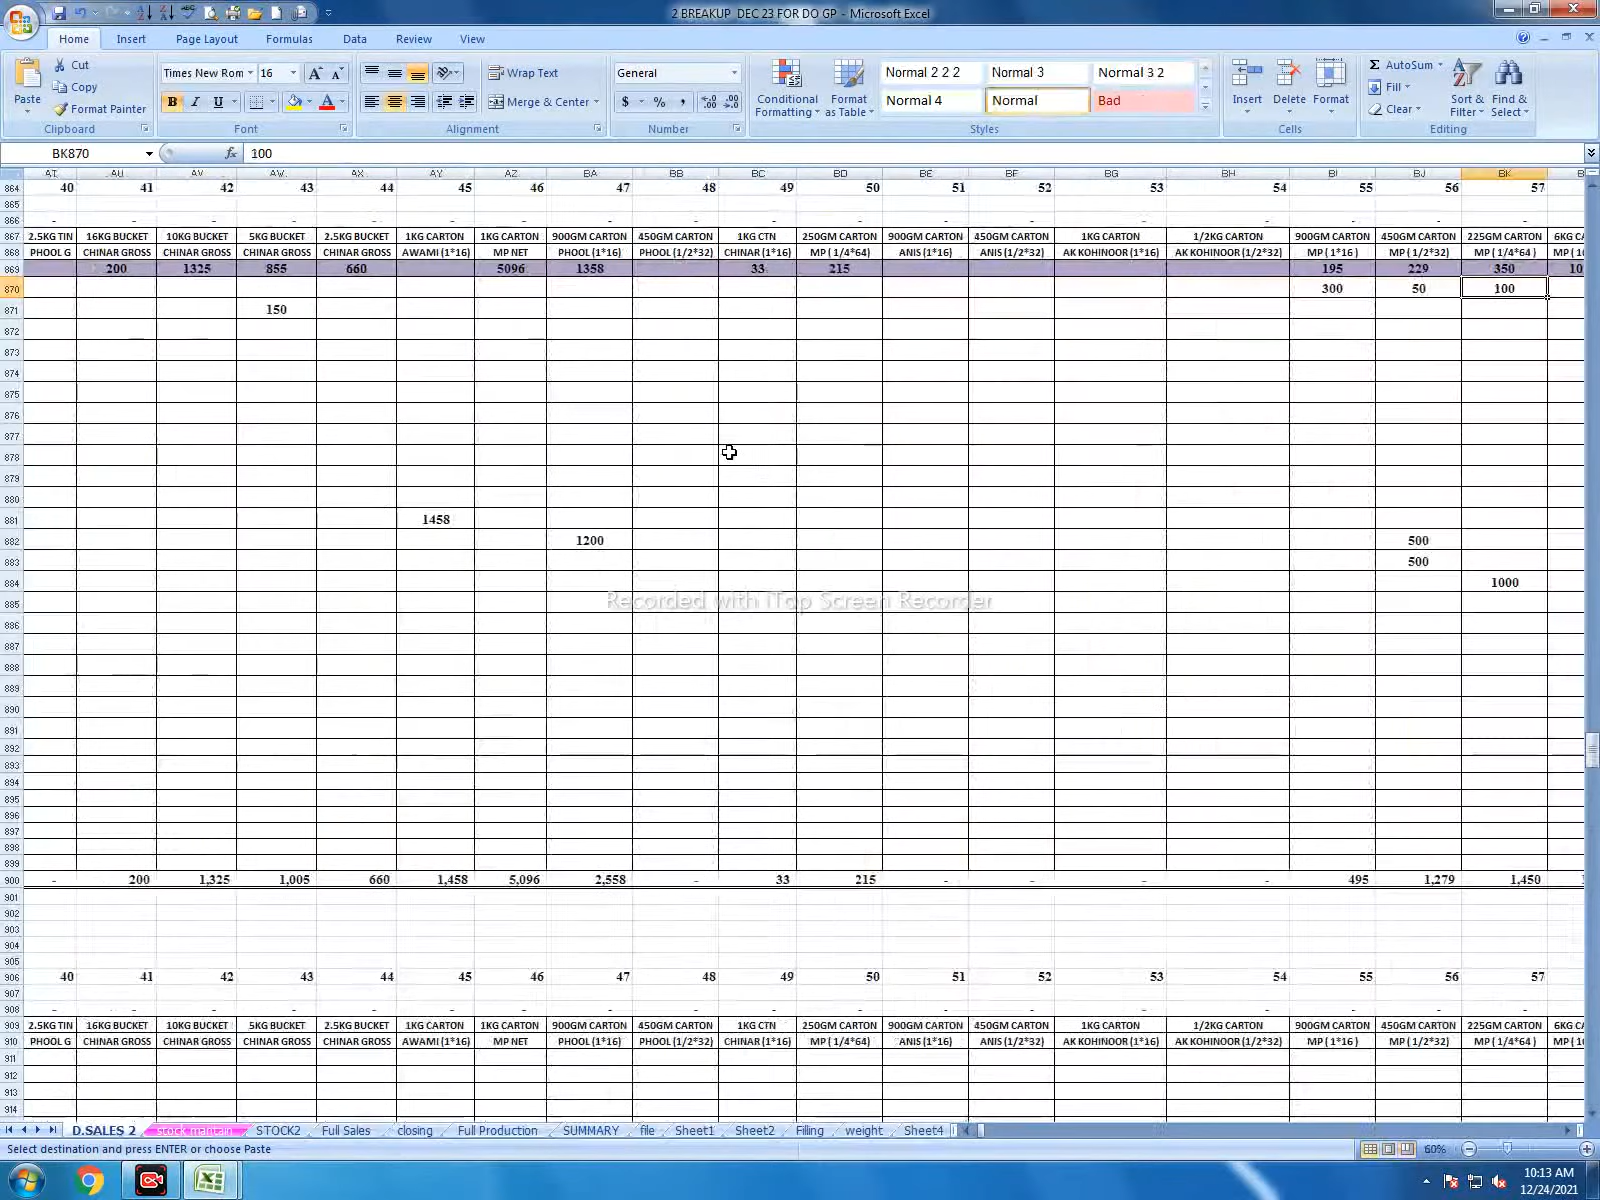 2 BREAKUP DEC 23 FOR DO GP - Microsoft Excel
Home Insert Page Layout Formulas Data Review View
Paste Cut Copy Format Painter Clipboard
Times New Rom 16 B I U A Font
Wrap Text Merge & Center Alignment
General $ % , Number
Conditional Formatting Format as Table
Normal 2 2 2 Normal 3 Normal 3 2
Normal 4 Normal Bad
Styles
Insert Delete Format Cells
Σ AutoSum Fill Clear Sort & Filter Find & Select Editing
BK870 fx 100
AT AU AV AW AX AY AZ BA BB BC BD BE BF BG BH BI BJ BK
864 40 41 42 43 44 45 46 47 48 49 50 51 52 53 54 55 56 57
865
866 - - - - - - - - - - - - - - - - - -
867 2.5KG TIN 16KG BUCKET 10KG BUCKET 5KG BUCKET 2.5KG BUCKET 1KG CARTON 1KG CARTON 900GM CARTON 450GM CARTON 1KG CTN 250GM CARTON 900GM CARTON 450GM CARTON 1KG CARTON 1/2KG CARTON 900GM CARTON 450GM CARTON 225GM CARTON 6KG CA
868 PHOOL G CHINAR GROSS CHINAR GROSS CHINAR GROSS CHINAR GROSS AWAMI (1*16) MP NET PHOOL (1*16) PHOOL (1/2*32) CHINAR (1*16) MP ( 1/4*64) ANIS (1*16) ANIS (1/2*32) AK KOHINOOR (1*16) AK KOHINOOR (1/2*32) MP ( 1*16 ) MP ( 1/2*32) MP ( 1/4*64 ) MP ( 10
869 200 1325 855 660 5096 1358 33 215 195 229 350 10
870 300 50 100
871 150
872
873
874
875
876
877
878
879
880
881 1458
882 1200 500
883 500
884 1000
Recorded with iTop Screen Recorder
885
886
887
888
889
890
891
892
893
894
895
896
897
898
899
900 - 200 1,325 1,005 660 1,458 5,096 2,558 - 33 215 - - - - 495 1,279 1,450
901
902
903
904
905
906 40 41 42 43 44 45 46 47 48 49 50 51 52 53 54 55 56 57
907
908 - - - - - - - - - - - - - - - - - -
909 2.5KG TIN 16KG BUCKET 10KG BUCKET 5KG BUCKET 2.5KG BUCKET 1KG CARTON 1KG CARTON 900GM CARTON 450GM CARTON 1KG CTN 250GM CARTON 900GM CARTON 450GM CARTON 1KG CARTON 1/2KG CARTON 900GM CARTON 450GM CARTON 225GM CARTON 6KG CA
910 PHOOL G CHINAR GROSS CHINAR GROSS CHINAR GROSS CHINAR GROSS AWAMI (1*16) MP NET PHOOL (1*16) PHOOL (1/2*32) CHINAR (1*16) MP ( 1/4*64) ANIS (1*16) ANIS (1/2*32) AK KOHINOOR (1*16) AK KOHINOOR (1/2*32) MP ( 1*16 ) MP ( 1/2*32) MP ( 1/4*64 ) MP ( 10
911
912
913
914
D.SALES 2 stock maintain STOCK2 Full Sales closing Full Production SUMMARY file Sheet1 Sheet2 Filling weight Sheet4
Select destination and press ENTER or choose Paste 60%
10:13 AM
12/24/2021